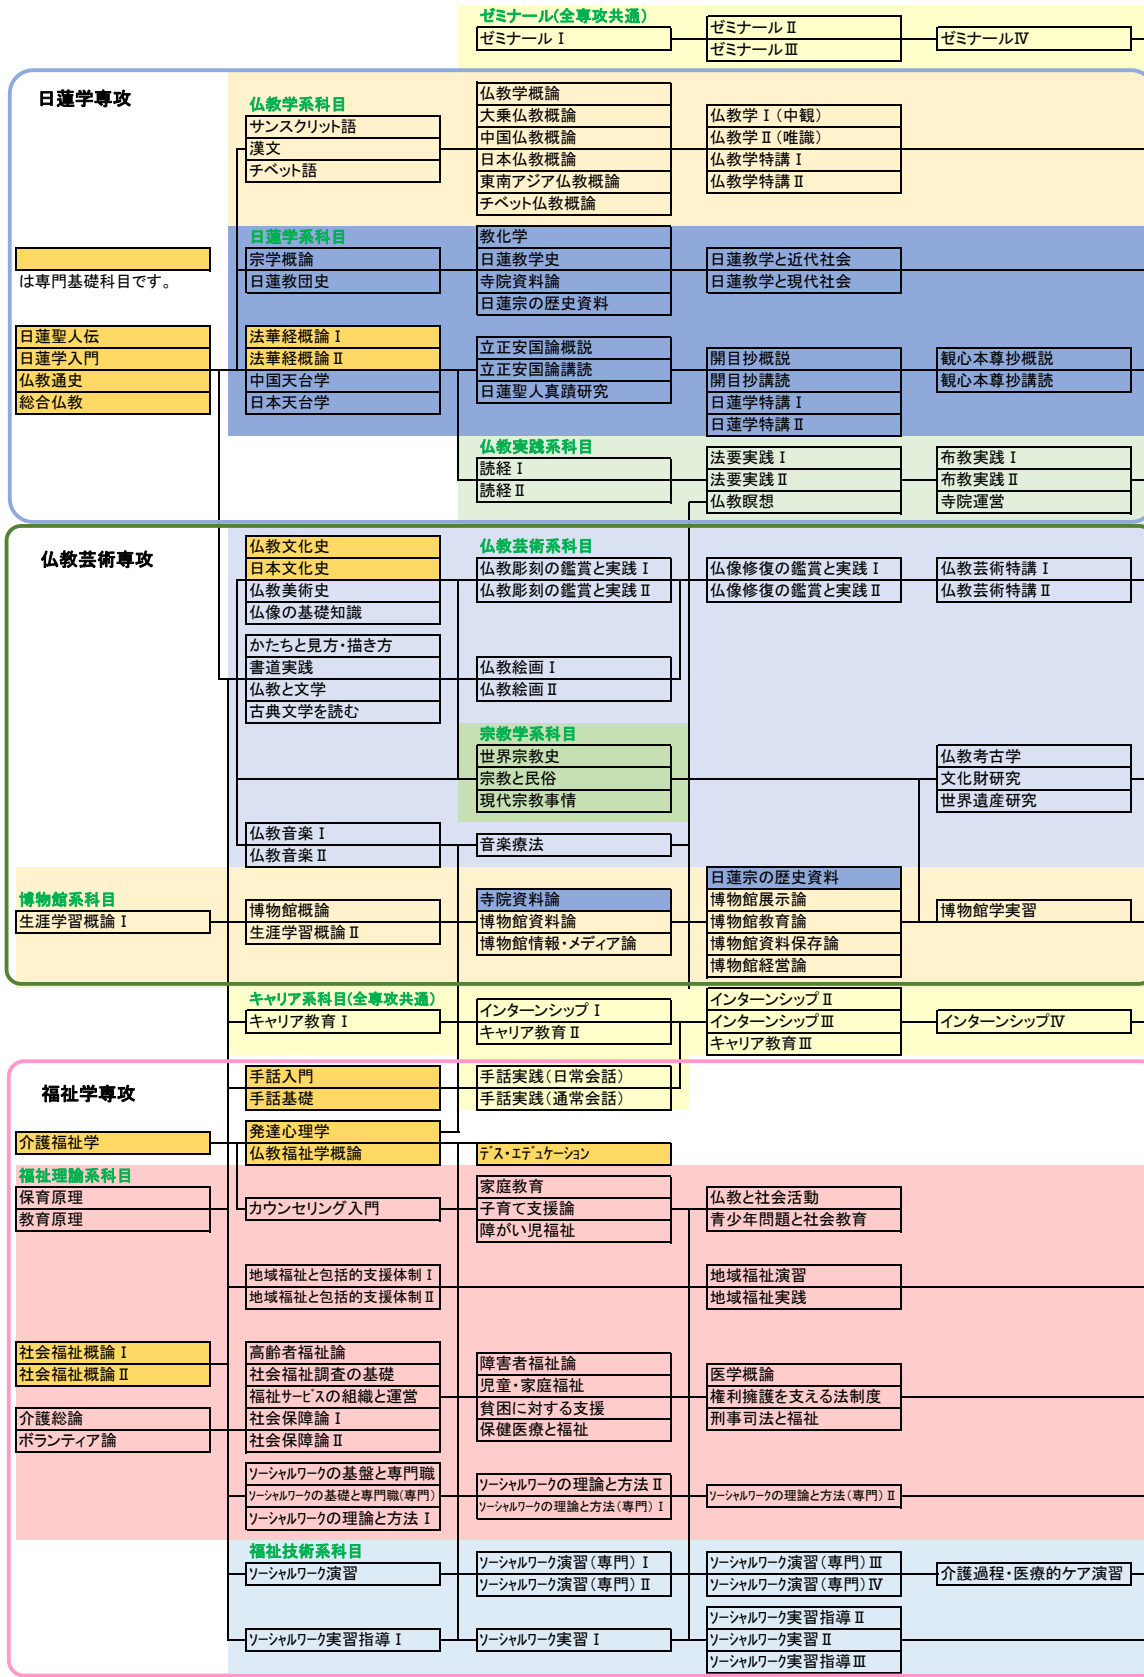 ゼミナール(全専攻共通)
ゼミナールⅠ
ゼミナールⅡ
ゼミナールⅢ
ゼミナールⅣ
日蓮学専攻
仏教学系科目
サンスクリット語
漢文
チベット語
仏教学概論
大乗仏教概論
中国仏教概論
日本仏教概論
東南アジア仏教概論
チベット仏教概論
仏教学Ⅰ(中観)
仏教学Ⅱ(唯識)
仏教学特講Ⅰ
仏教学特講Ⅱ
は専門基礎科目です。
日蓮学系科目
宗学概論
日蓮教団史
教化学
日蓮教学史
寺院資料論
日蓮宗の歴史資料
日蓮教学と近代社会
日蓮教学と現代社会
日蓮聖人伝
日蓮学入門
仏教通史
総合仏教
法華経概論Ⅰ
法華経概論Ⅱ
中国天台学
日本天台学
立正安国論概説
立正安国論講読
日蓮聖人真蹟研究
開目抄概説
開目抄講読
日蓮学特講Ⅰ
日蓮学特講Ⅱ
観心本尊抄概説
観心本尊抄講読
仏教実践系科目
読経Ⅰ
読経Ⅱ
法要実践Ⅰ
法要実践Ⅱ
仏教瞑想
布教実践Ⅰ
布教実践Ⅱ
寺院運営
仏教芸術専攻
仏教文化史
日本文化史
仏教美術史
仏像の基礎知識
仏教芸術系科目
仏教彫刻の鑑賞と実践Ⅰ
仏教彫刻の鑑賞と実践Ⅱ
仏像修復の鑑賞と実践Ⅰ
仏像修復の鑑賞と実践Ⅱ
仏教芸術特講Ⅰ
仏教芸術特講Ⅱ
かたちと見方・描き方
書道実践
仏教と文学
古典文学を読む
仏教絵画Ⅰ
仏教絵画Ⅱ
宗教学系科目
世界宗教史
宗教と民俗
現代宗教事情
仏教考古学
文化財研究
世界遺産研究
仏教音楽Ⅰ
仏教音楽Ⅱ
音楽療法
博物館系科目
生涯学習概論Ⅰ
博物館概論
生涯学習概論Ⅱ
寺院資料論
博物館資料論
博物館情報・メディア論
日蓮宗の歴史資料
博物館展示論
博物館教育論
博物館資料保存論
博物館経営論
博物館学実習
キャリア系科目(全専攻共通)
キャリア教育Ⅰ
インターンシップⅠ
キャリア教育Ⅱ
インターンシップⅡ
インターンシップⅢ
キャリア教育Ⅲ
インターンシップⅣ
福祉学専攻
手話入門
手話基礎
手話実践(日常会話)
手話実践(通常会話)
介護福祉学
発達心理学
仏教福祉学概論
デス・エデュケーション
福祉理論系科目
保育原理
教育原理
カウンセリング入門
家庭教育
子育て支援論
障がい児福祉
仏教と社会活動
青少年問題と社会教育
地域福祉と包括的支援体制Ⅰ
地域福祉と包括的支援体制Ⅱ
地域福祉演習
地域福祉実践
社会福祉概論Ⅰ
社会福祉概論Ⅱ
介護総論
ボランティア論
高齢者福祉論
社会福祉調査の基礎
福祉サービスの組織と運営
社会保障論Ⅰ
社会保障論Ⅱ
障害者福祉論
児童・家庭福祉
貧困に対する支援
保健医療と福祉
医学概論
権利擁護を支える法制度
刑事司法と福祉
ソーシャルワークの基盤と専門職
ソーシャルワークの基礎と専門職(専門)
ソーシャルワークの理論と方法Ⅰ
ソーシャルワークの理論と方法Ⅱ
ソーシャルワークの理論と方法(専門)Ⅰ
ソーシャルワークの理論と方法(専門)Ⅱ
福祉技術系科目
ソーシャルワーク演習
ソーシャルワーク演習(専門)Ⅰ
ソーシャルワーク演習(専門)Ⅱ
ソーシャルワーク演習(専門)Ⅲ
ソーシャルワーク演習(専門)Ⅳ
介護過程・医療的ケア演習
ソーシャルワーク実習指導Ⅰ
ソーシャルワーク実習Ⅰ
ソーシャルワーク実習指導Ⅱ
ソーシャルワーク実習Ⅱ
ソーシャルワーク実習指導Ⅲ